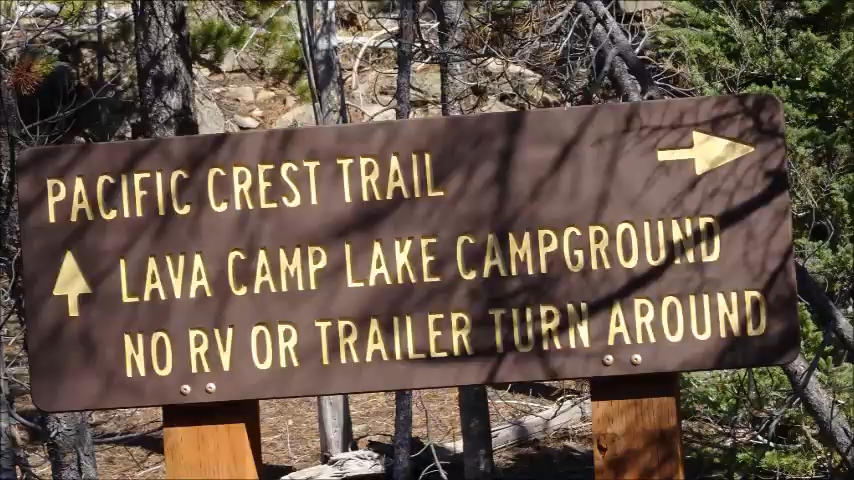 PACIFIC CREST TRAIL
LAVA CAMP LAKE CAMPGROUND
NO RV OR TRAILER TURN AROUND